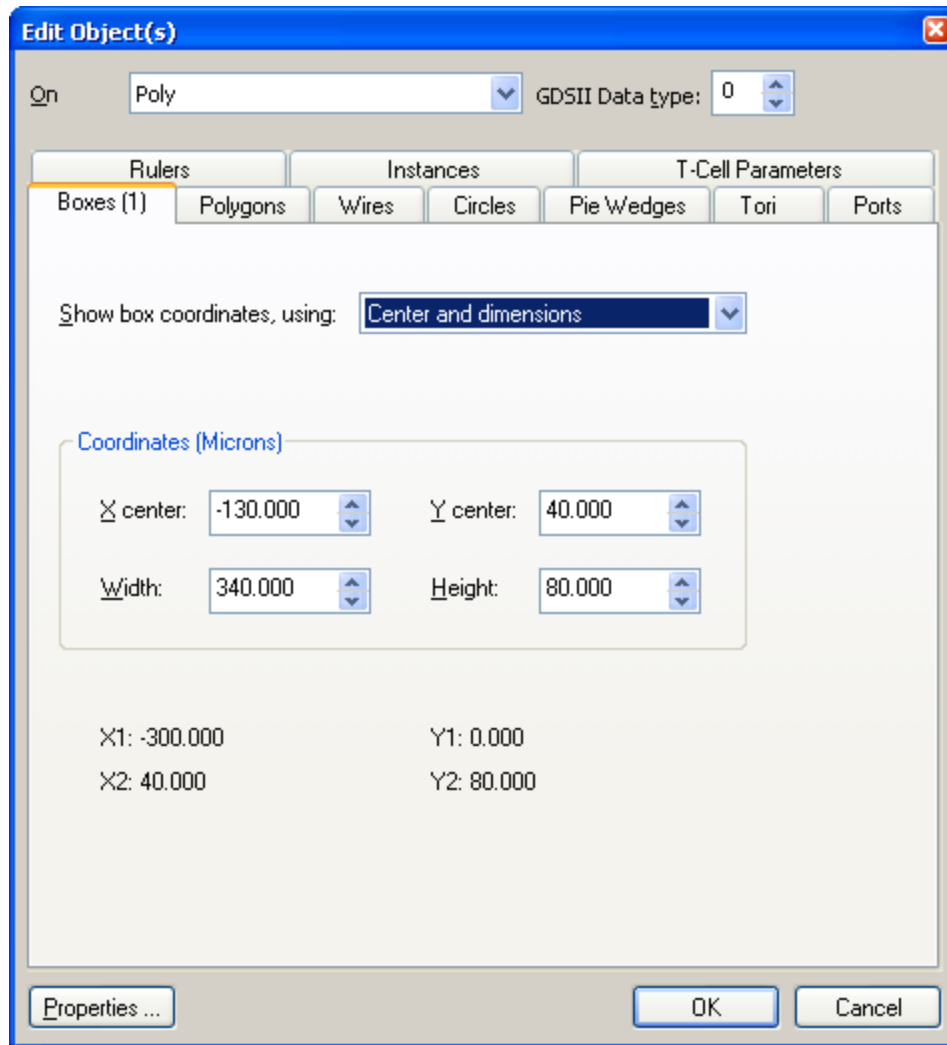 Edit Object(s)
On Poly GDSII Data type: 0
Rulers Instances T-Cell Parameters
Boxes (1) Polygons Wires Circles Pie Wedges Tori Ports
Show box coordinates, using: Center and dimensions
Coordinates (Microns)
X center: -130.000 Y center: 40.000
Width: 340.000 Height: 80.000
X1: -300.000 Y1: 0.000
X2: 40.000 Y2: 80.000
Properties ... OK Cancel